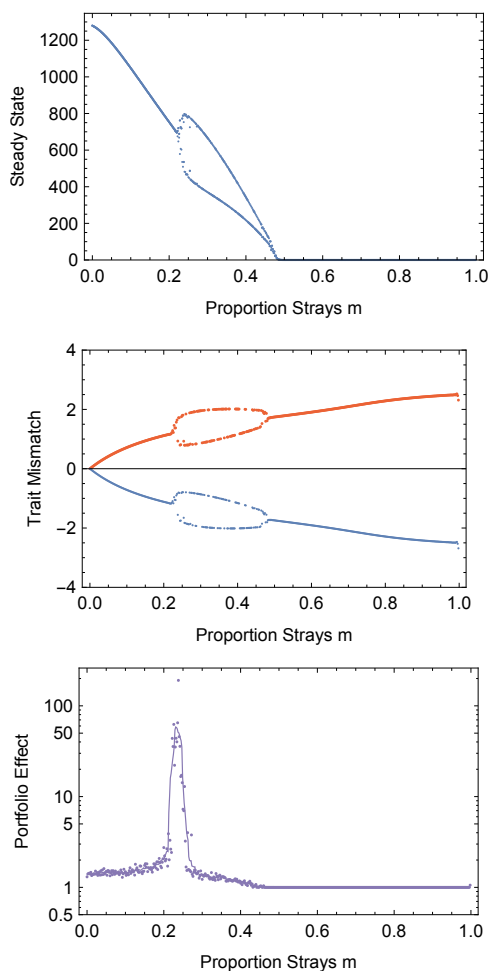 1200
1000
800
600
400
200
0
Steady State
0.0 0.2 0.4 0.6 0.8 1.0
Proportion Strays m
4
2
0
−2
−4
Trait Mismatch
0.0 0.2 0.4 0.6 0.8 1.0
Proportion Strays m
100
50
10
5
1
0.5
Portfolio Effect
0.0 0.2 0.4 0.6 0.8 1.0
Proportion Strays m